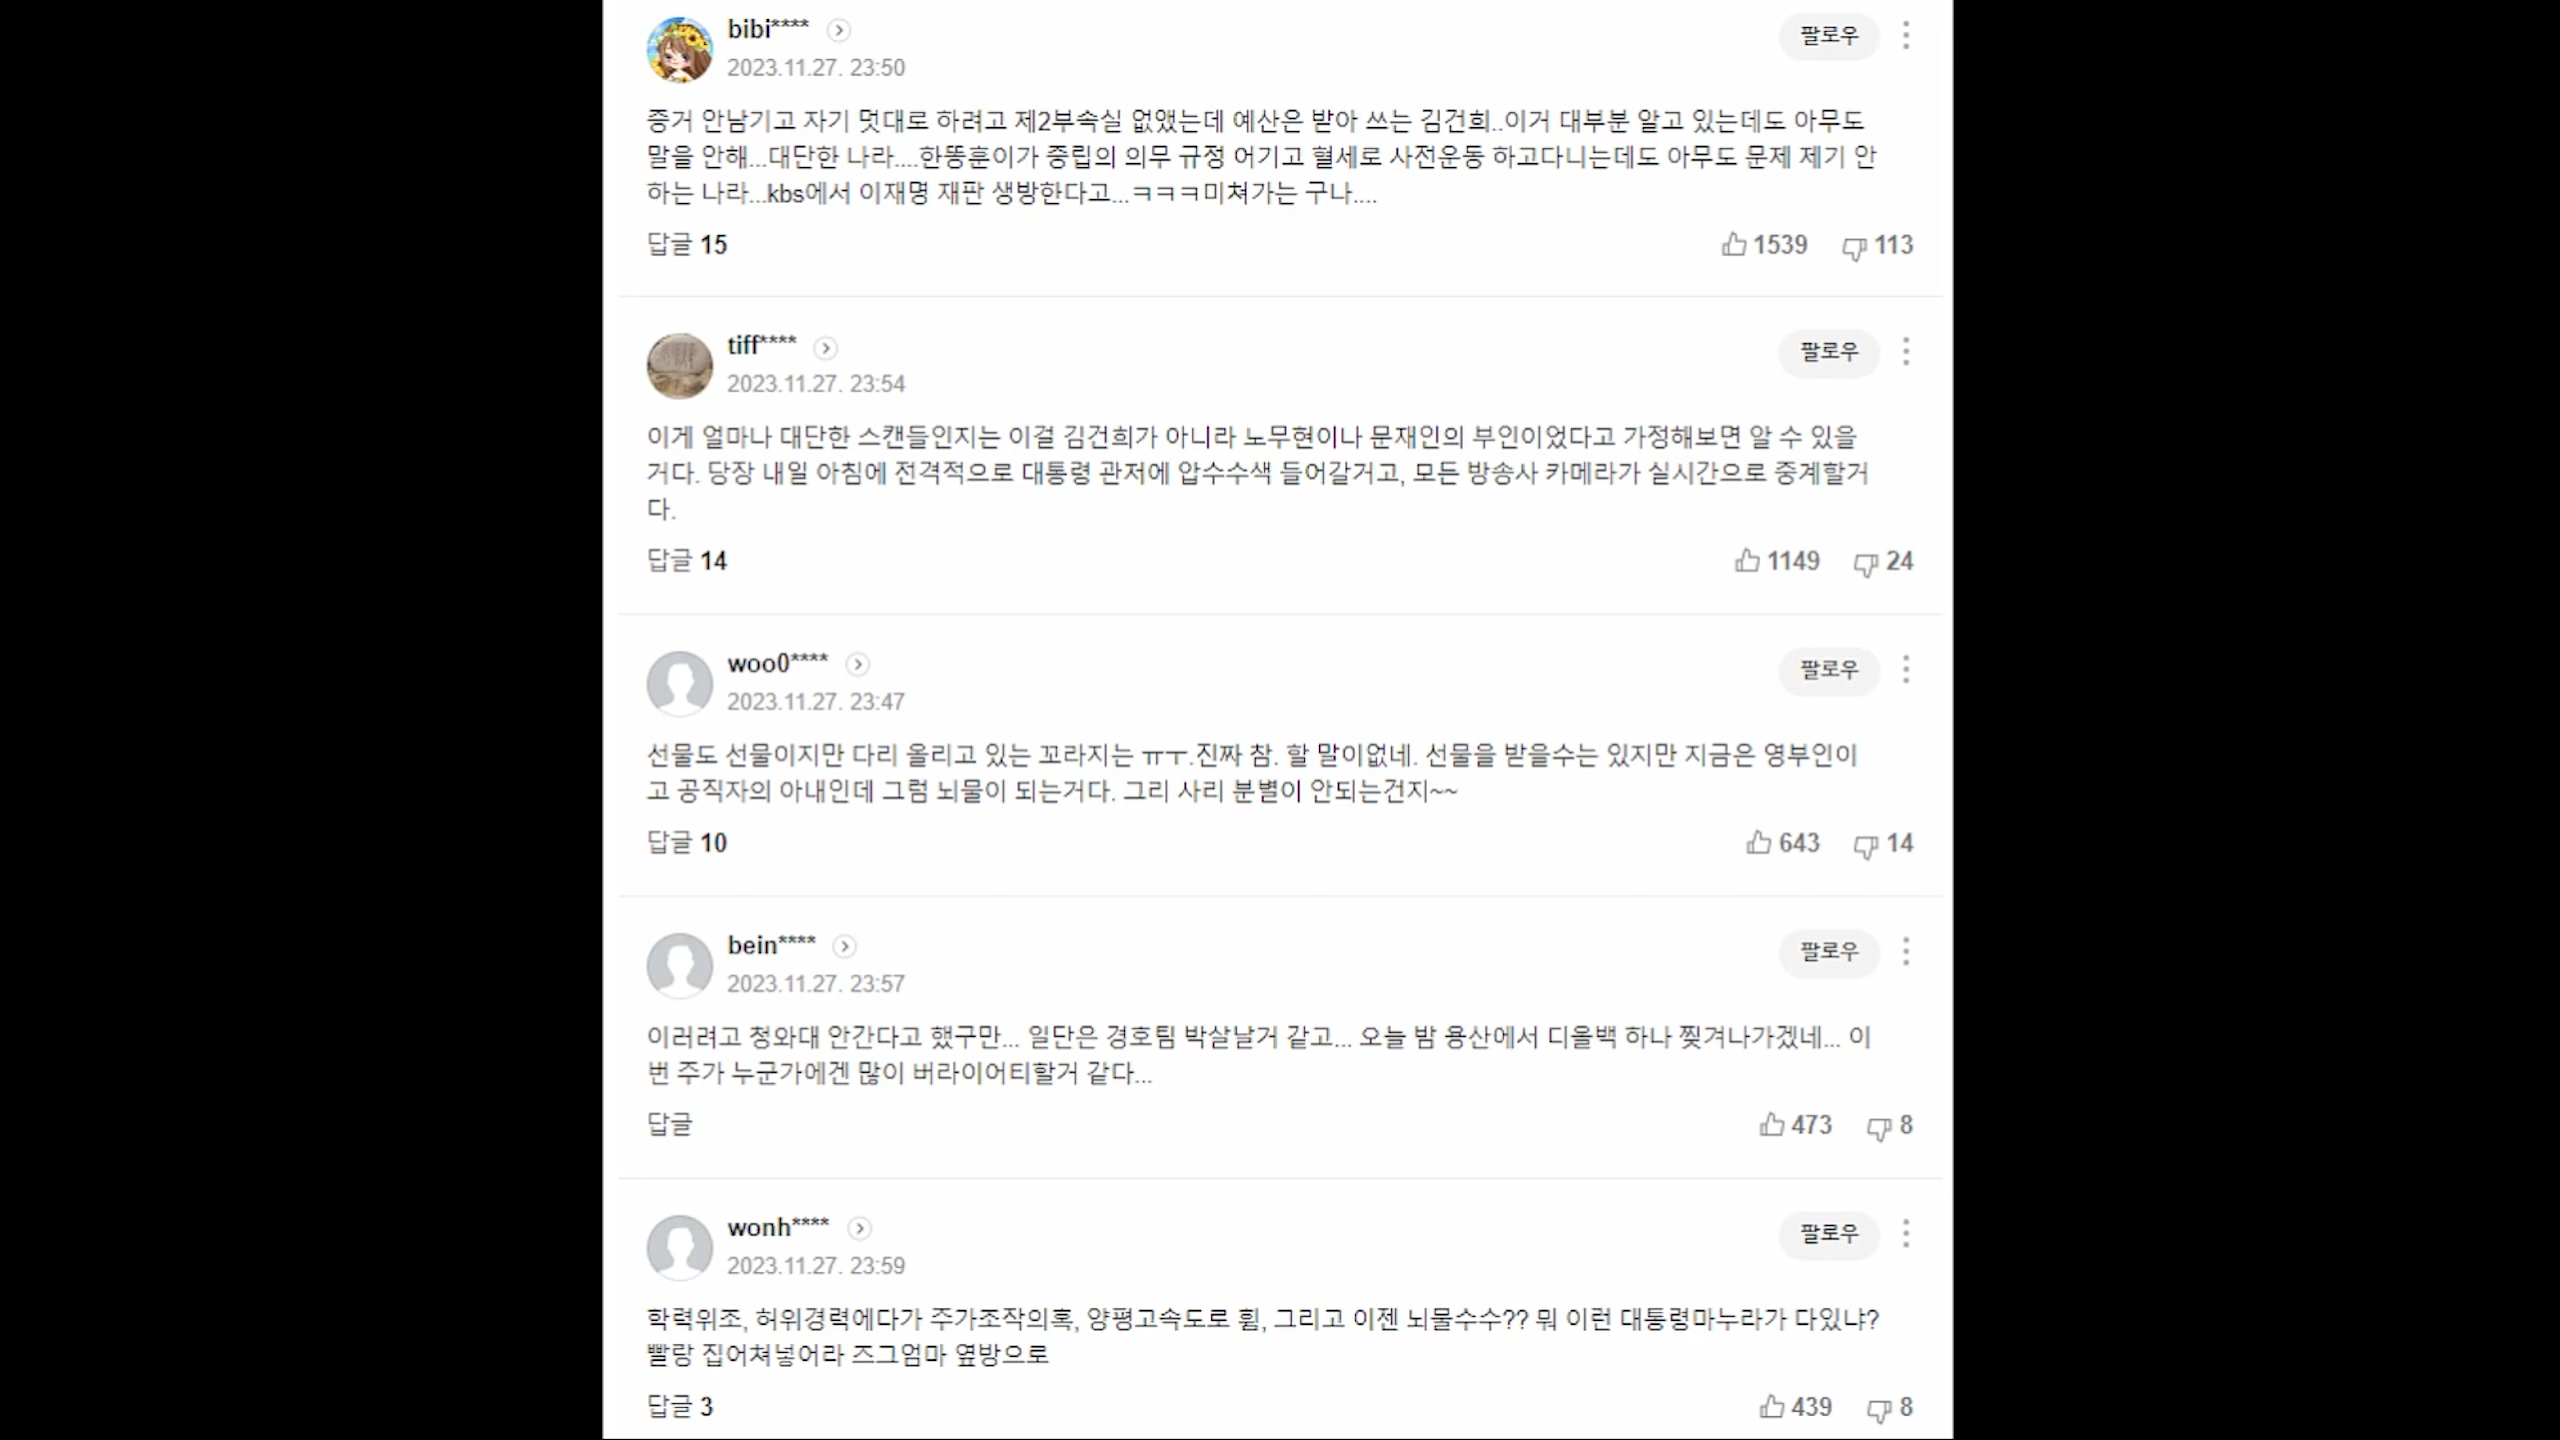 bibi****
팔로우
2023.11.27. 23:50
증거 안남기고 자기 멋대로 하려고 제2부속실 없앴는데 예산은 받아 쓰는 김건희..이거 대부분 알고 있는데도 아무도
말을 안해...대단한 나라....한똥훈이가 중립의 의무 규정 어기고 혈세로 사전운동 하고다니는데도 아무도 문제 제기 안
하는 나라...kbs에서 이재명 재판 생방한다고...ㅋㅋㅋ미쳐가는 구나....
답글 15
1539 113
tiff****
팔로우
2023.11.27. 23:54
이게 얼마나 대단한 스캔들인지는 이걸 김건희가 아니라 노무현이나 문재인의 부인이었다고 가정해보면 알 수 있을
거다. 당장 내일 아침에 전격적으로 대통령 관저에 압수수색 들어갈거고, 모든 방송사 카메라가 실시간으로 중계할거
다.
답글 14
1149 24
woo0****
팔로우
2023.11.27. 23:47
선물도 선물이지만 다리 올리고 있는 꼬라지는 ㅠㅜ.진짜 참. 할 말이없네. 선물을 받을수는 있지만 지금은 영부인이
고 공직자의 아내인데 그럼 뇌물이 되는거다. 그리 사리 분별이 안되는건지~~
답글 10
643 14
bein****
팔로우
2023.11.27. 23:57
이러려고 청와대 안간다고 했구만... 일단은 경호팀 박살날거 같고... 오늘 밤 용산에서 디올백 하나 찢겨나가겠네... 이
번 주가 누군가에겐 많이 버라이어티할거 같다...
답글
473 8
wonh****
팔로우
2023.11.27. 23:59
학력위조, 허위경력에다가 주가조작의혹, 양평고속도로 휨, 그리고 이젠 뇌물수수?? 뭐 이런 대통령마누라가 다있냐?
빨랑 집어쳐넣어라 즈그엄마 옆방으로
답글 3
439 8